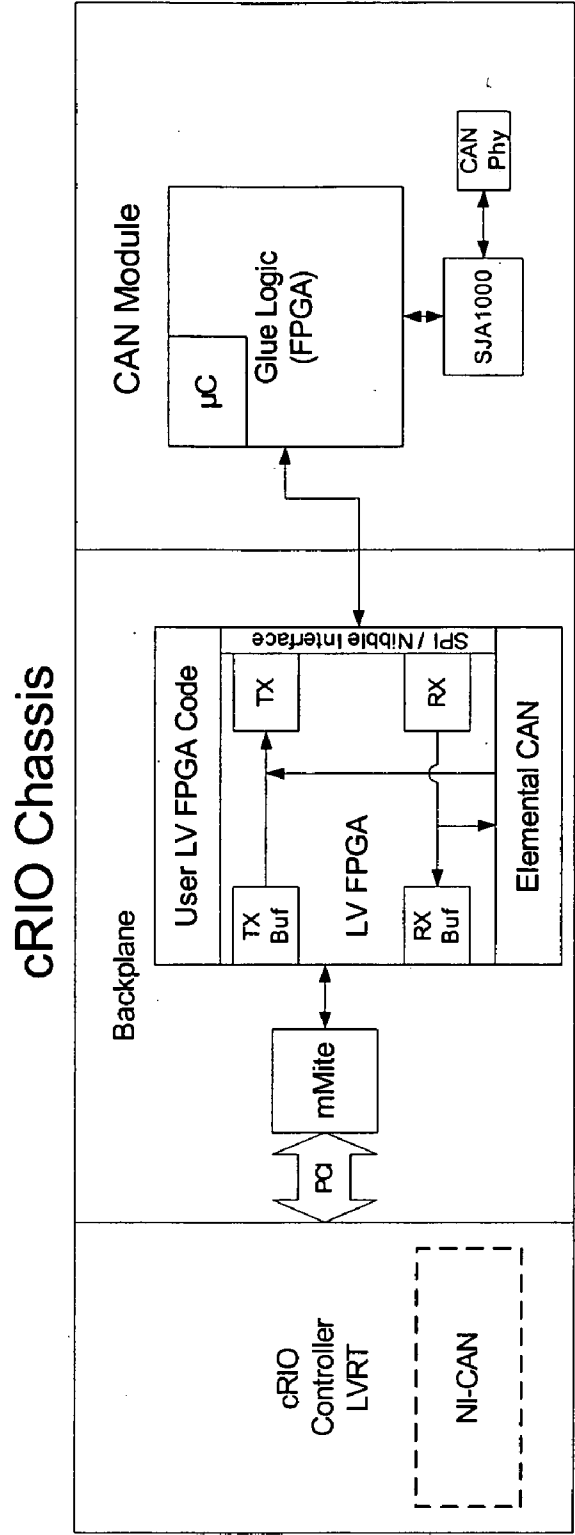 cRIO Chassis
cRIO
Controller
LVRT
NI-CAN
Backplane
PCI
mMite
User LV FPGA Code
TX
Buf
TX
LV FPGA
RX
Buf
RX
SPI / Nibble Interface
Elemental CAN
CAN Module
µC
Glue Logic
(FPGA)
SJA1000
CAN
Phy